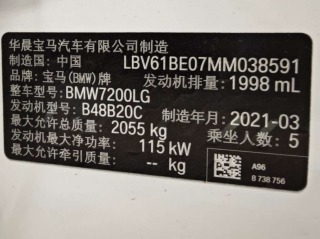 华晨宝马汽车有限公司制造
制造国: 中国 LBV61BE07MM038591
品牌: 宝马(BMW)牌 发动机排量: 1998 mL
整车型号: BMW7200LG
发动机型号: B48B20C 制造年月: 2021-03
最大允许总质量: 2055 kg 乘坐人数: 5
发动机最大净功率: 115 kW
最大允许牵引质量: -- kg
A96
8 738 756